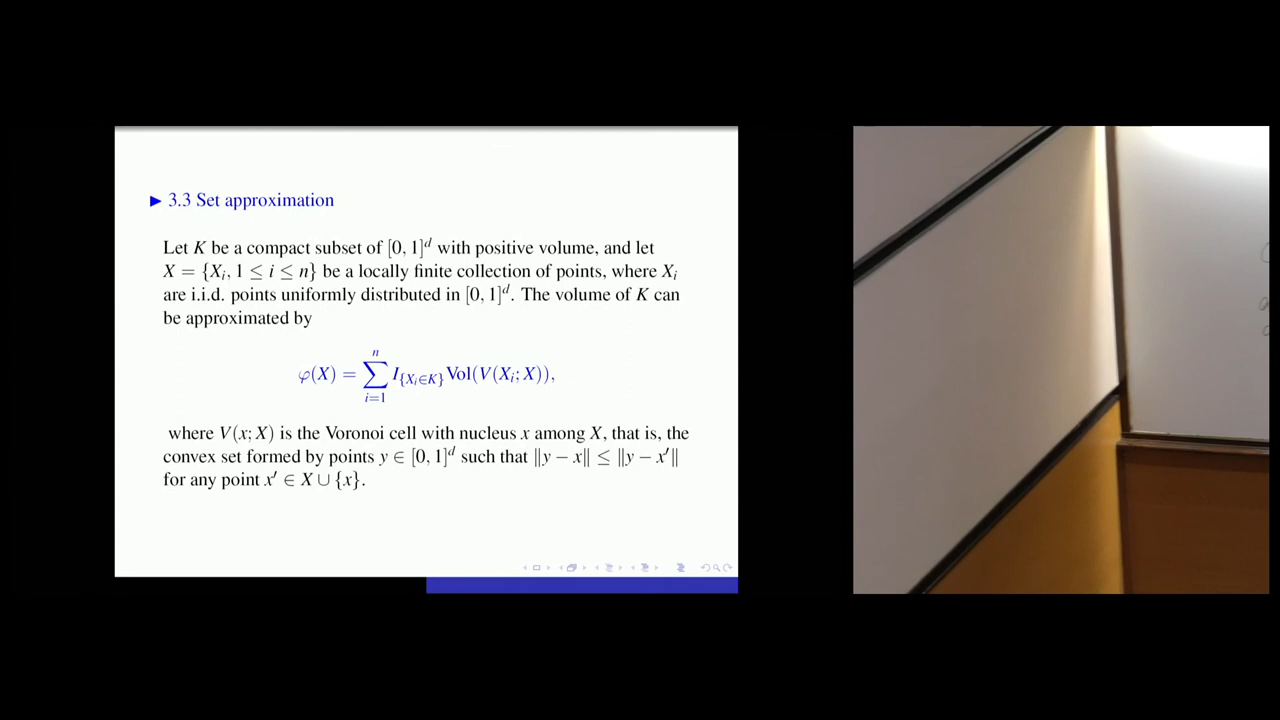 ▶ 3.3 Set approximation
Let K be a compact subset of [0, 1]^d with positive volume, and let
X = {X_i, 1 ≤ i ≤ n} be a locally finite collection of points, where X_i
are i.i.d. points uniformly distributed in [0, 1]^d. The volume of K can
be approximated by
φ(X) = ∑_{i=1}^{n} I_{\{X_i∈K\}} Vol(V(X_i; X)),
where V(x; X) is the Voronoi cell with nucleus x among X, that is, the
convex set formed by points y ∈ [0, 1]^d such that ‖y − x‖ ≤ ‖y − x′‖
for any point x′ ∈ X ∪ {x}.